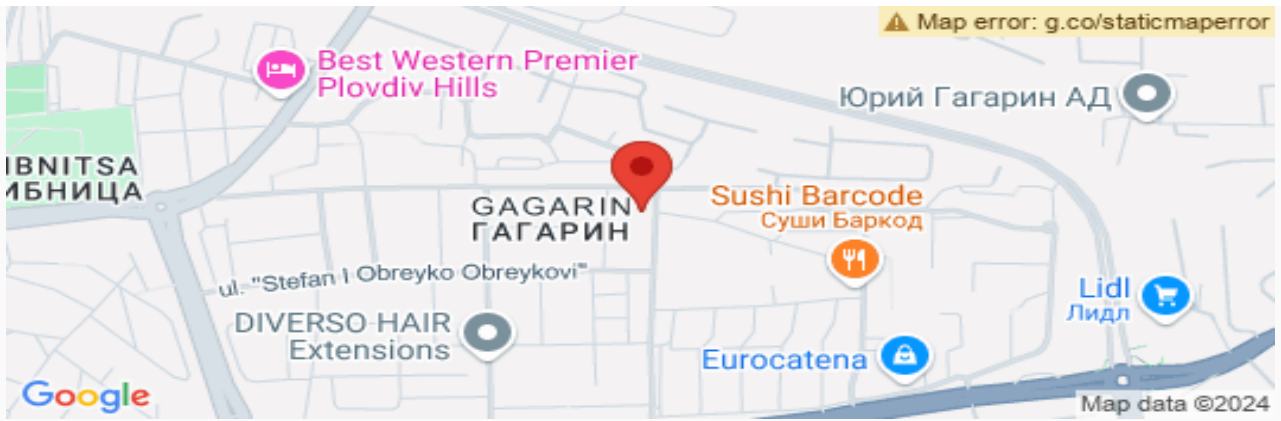 Map error: g.co/staticmaperror
Best Western Premier
Plovdiv Hills
Юрий Гагарин АД
IBNITSA
ИБНИЦА
GAGARIN
ГАГАРИН
Sushi Barcode
Суши Баркод
ul. "Stefan i Obreyko Obreykovi"
Lidl
Лидл
DIVERSO HAIR
Extensions
Eurocatena
Google
Map data ©2024